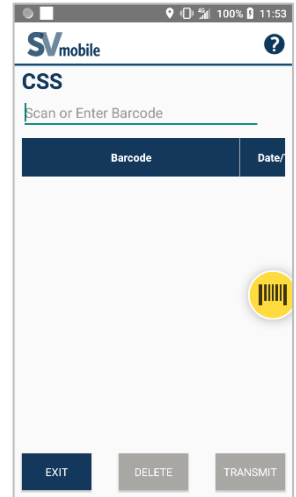 100% 11:53
SVmobile
?
CSS
Scan or Enter Barcode
Barcode Date/
EXIT DELETE TRANSMIT